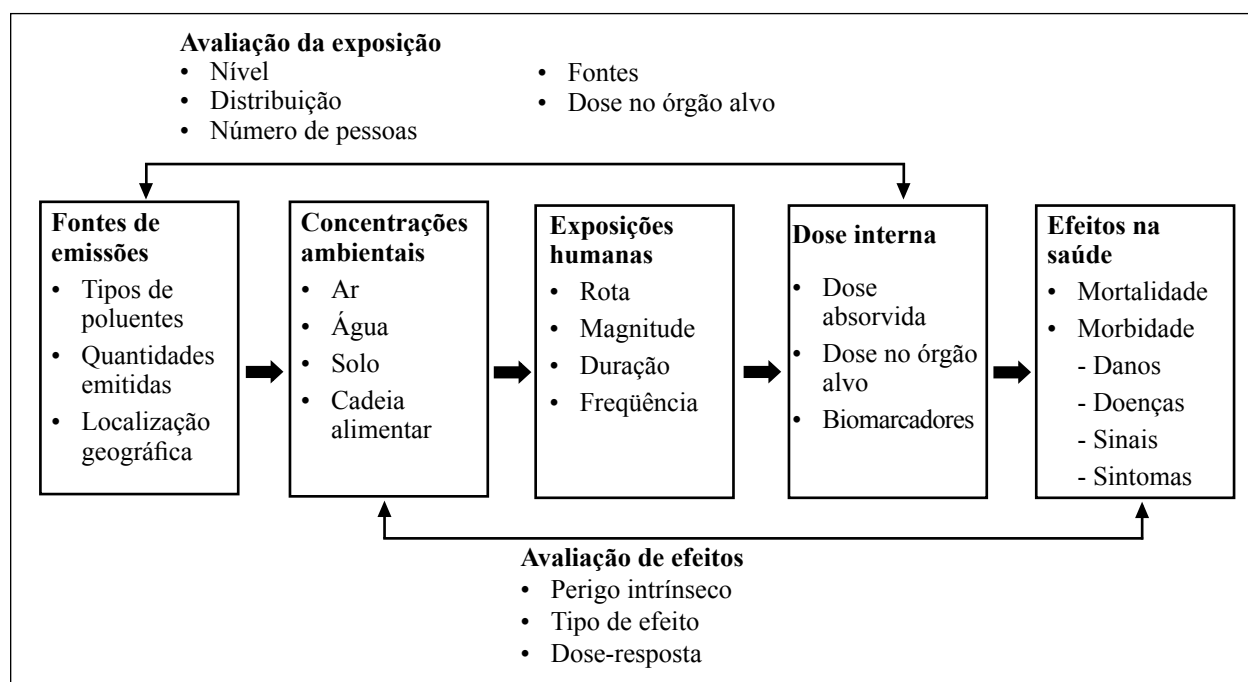 Avaliação da exposição
• Nível
• Distribuição
• Número de pessoas
• Fontes
• Dose no órgão alvo
Fontes de
emissões
• Tipos de
poluentes
• Quantidades
emitidas
• Localização
geográfica
Concentrações
ambientais
• Ar
• Água
• Solo
• Cadeia
alimentar
Exposições
humanas
• Rota
• Magnitude
• Duração
• Freqüência
Dose interna
• Dose
absorvida
• Dose no órgão
alvo
• Biomarcadores
Efeitos na
saúde
• Mortalidade
• Morbidade
- Danos
- Doenças
- Sinais
- Sintomas
Avaliação de efeitos
• Perigo intrínseco
• Tipo de efeito
• Dose-resposta